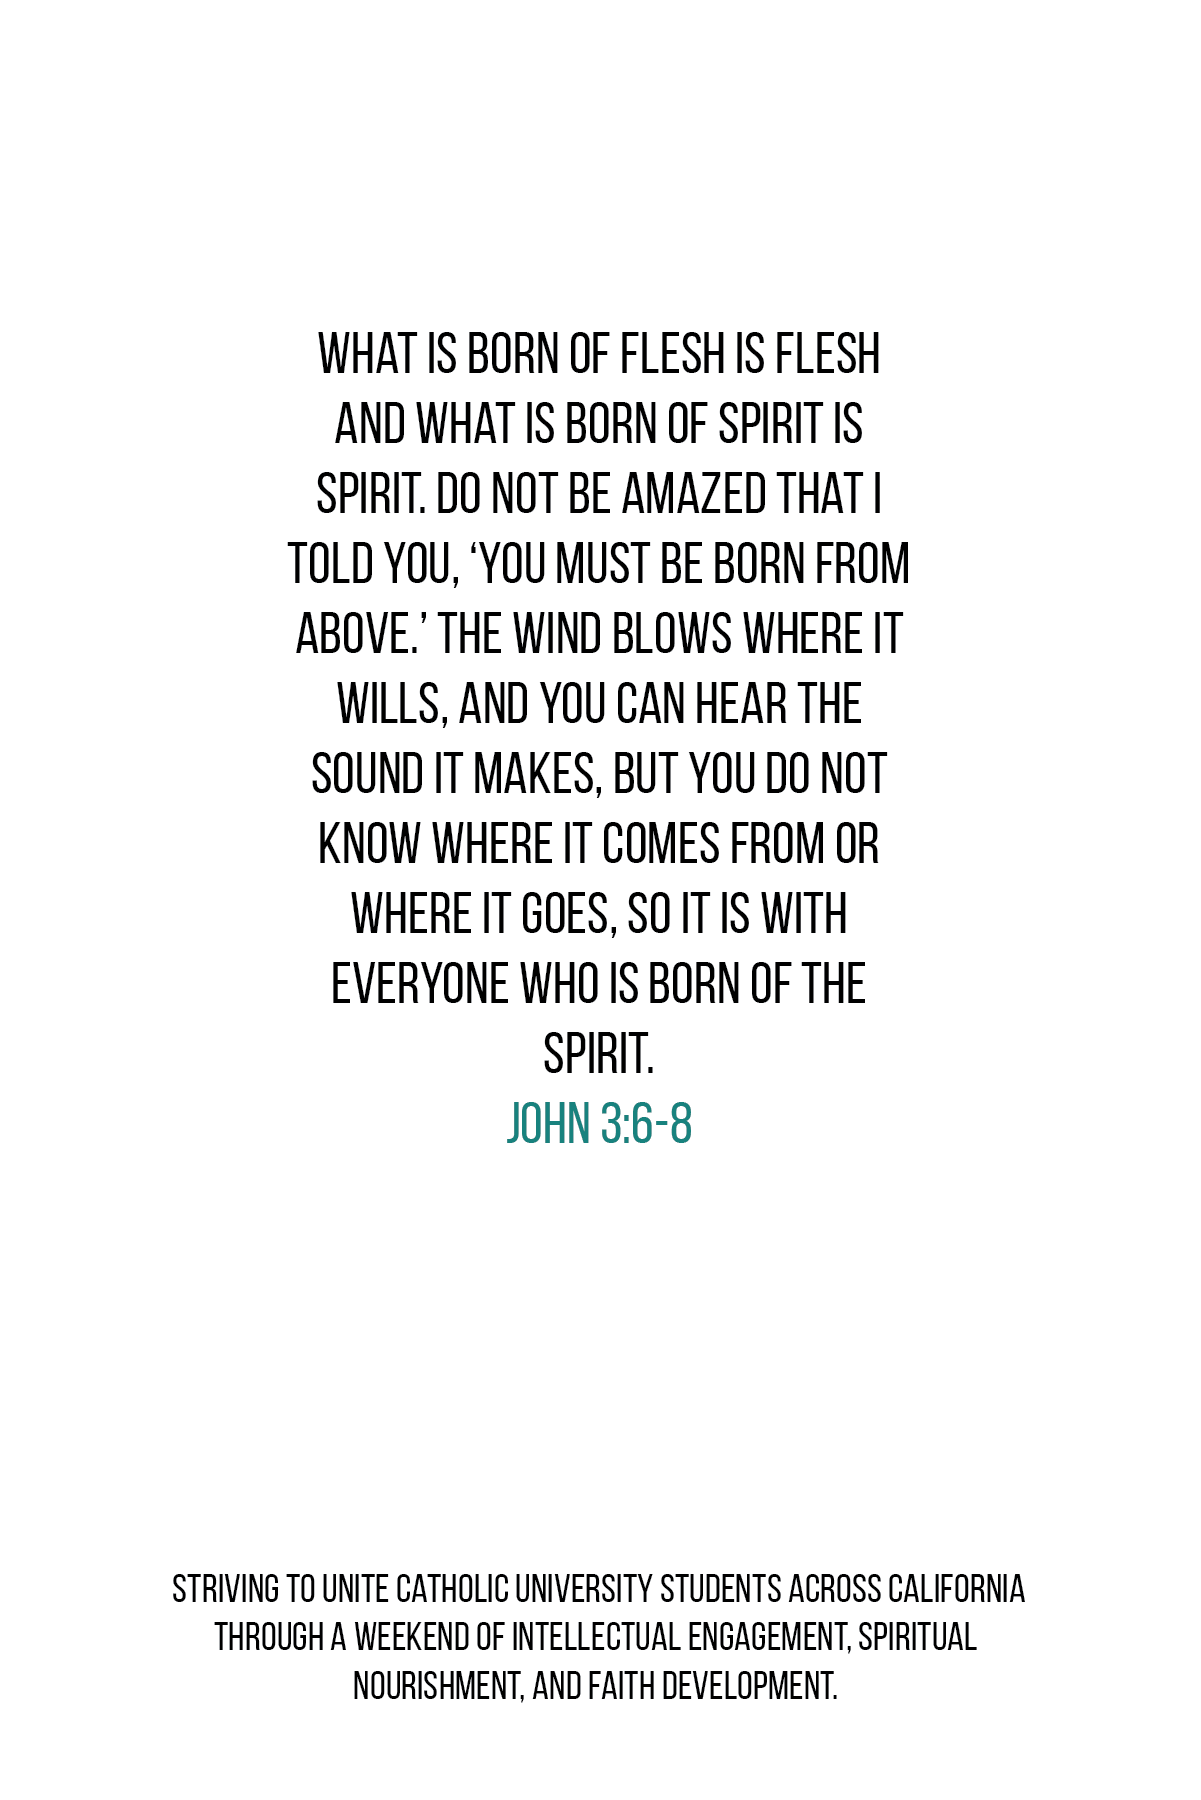 WHAT IS BORN OF FLESH IS FLESH
AND WHAT IS BORN OF SPIRIT IS
SPIRIT. DO NOT BE AMAZED THAT I
TOLD YOU, ‘YOU MUST BE BORN FROM
ABOVE.’ THE WIND BLOWS WHERE IT
WILLS, AND YOU CAN HEAR THE
SOUND IT MAKES, BUT YOU DO NOT
KNOW WHERE IT COMES FROM OR
WHERE IT GOES, SO IT IS WITH
EVERYONE WHO IS BORN OF THE
SPIRIT.
JOHN 3:6-8
STRIVING TO UNITE CATHOLIC UNIVERSITY STUDENTS ACROSS CALIFORNIA
THROUGH A WEEKEND OF INTELLECTUAL ENGAGEMENT, SPIRITUAL
NOURISHMENT, AND FAITH DEVELOPMENT.